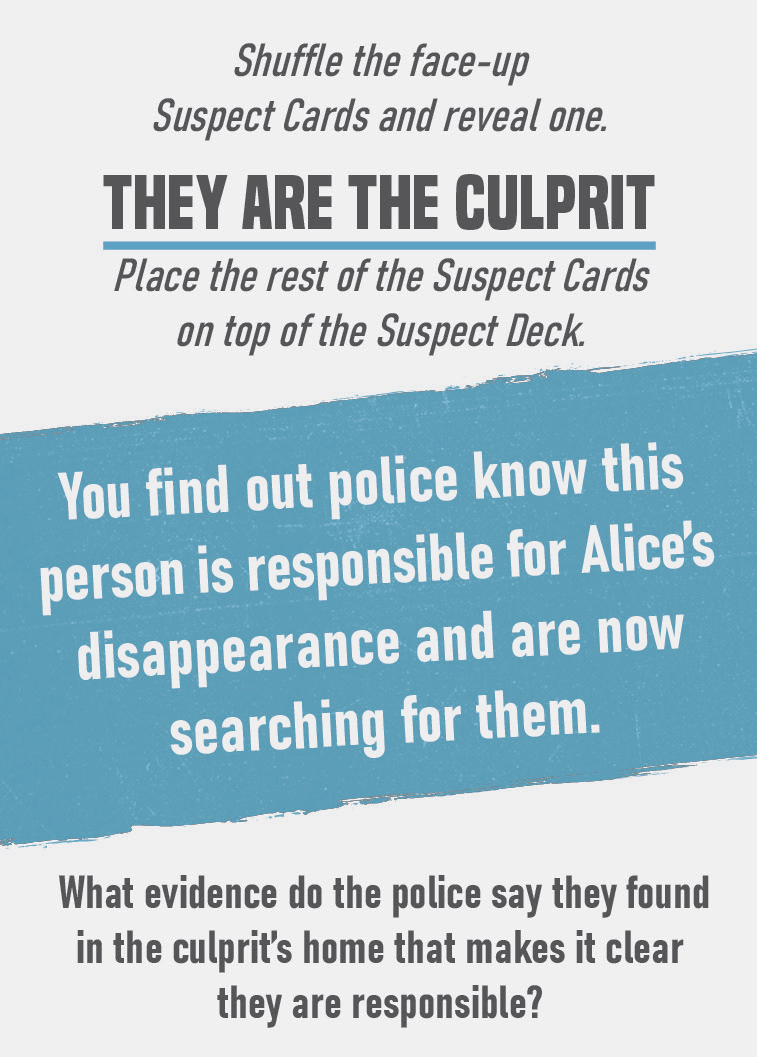 Shuffle the face-up
Suspect Cards and reveal one.
THEY ARE THE CULPRIT
Place the rest of the Suspect Cards
on top of the Suspect Deck.
You find out police know this
person is responsible for Alice’s
disappearance and are now
searching for them.
What evidence do the police say they found
in the culprit’s home that makes it clear
they are responsible?